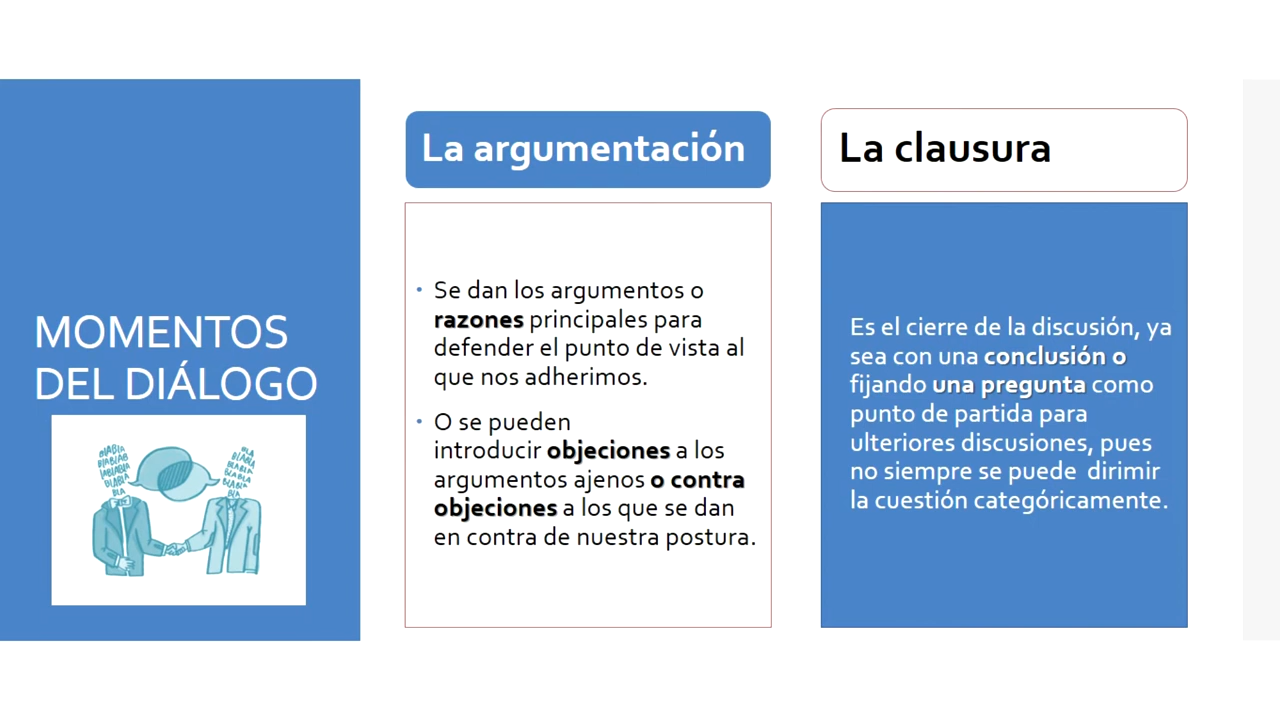 MOMENTOS
DEL DIÁLOGO
BLABLA
La argumentación
• Se dan los argumentos o
razones principales para
defender el punto de vista al
que nos adherimos.
• O se pueden
introducir objeciones a los
argumentos ajenos o contra
objeciones a los que se dan
en contra de nuestra postura.
La clausura
Es el cierre de la discusión, ya
sea con una conclusión o
fijando una pregunta como
punto de partida para
ulteriores discusiones, pues
no siempre se puede dirimir
la cuestión categóricamente.